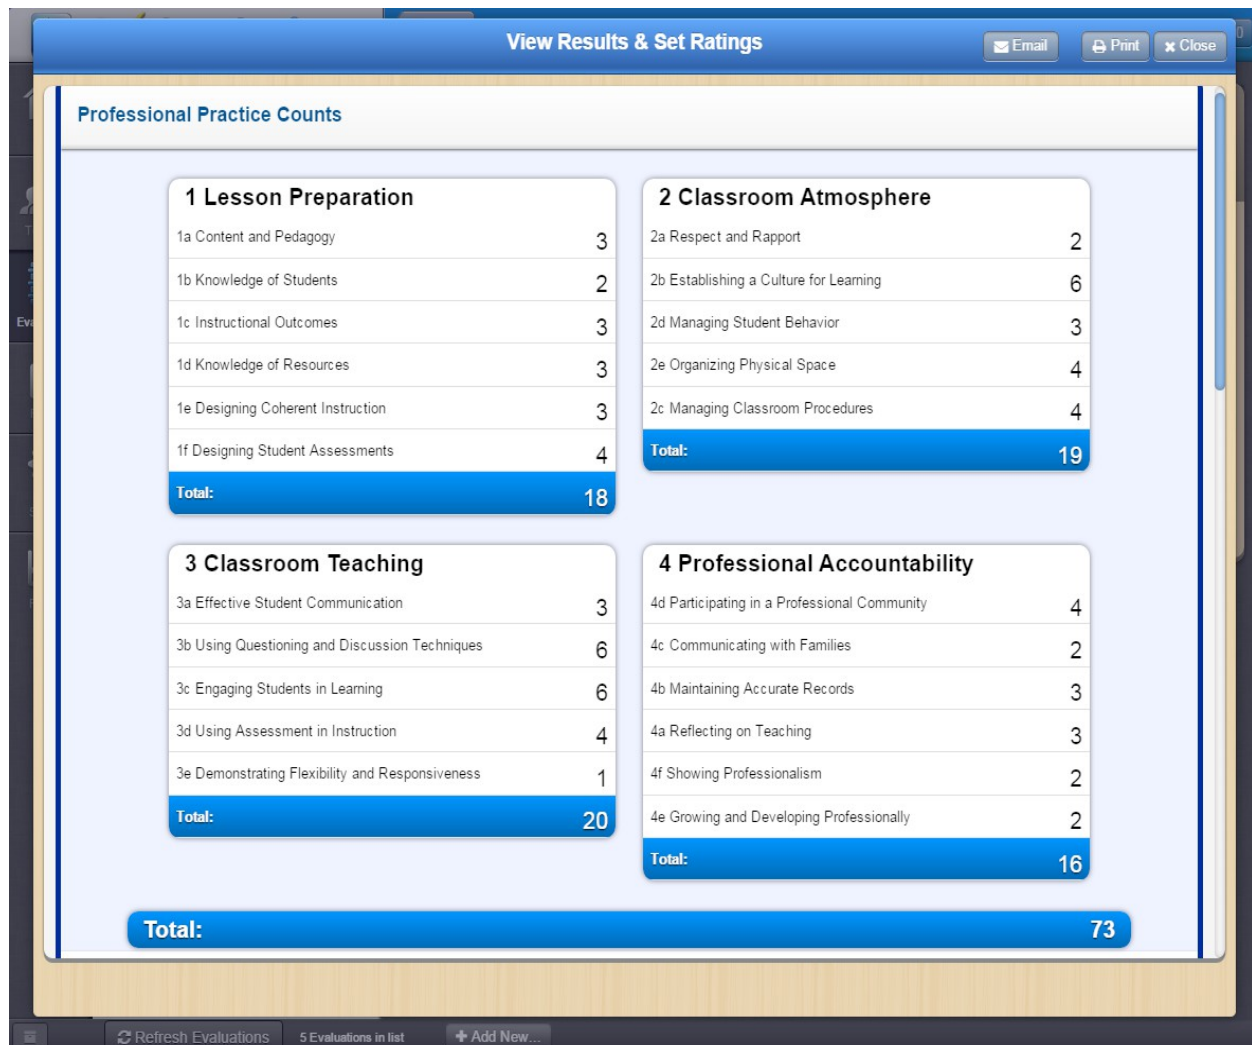 View Results & Set Ratings
Email
Print
Close
Professional Practice Counts
1 Lesson Preparation
1a Content and Pedagogy 3
1b Knowledge of Students 2
1c Instructional Outcomes 3
1d Knowledge of Resources 3
1e Designing Coherent Instruction 3
1f Designing Student Assessments 4
Total: 18
2 Classroom Atmosphere
2a Respect and Rapport 2
2b Establishing a Culture for Learning 6
2d Managing Student Behavior 3
2e Organizing Physical Space 4
2c Managing Classroom Procedures 4
Total: 19
3 Classroom Teaching
3a Effective Student Communication 3
3b Using Questioning and Discussion Techniques 6
3c Engaging Students in Learning 6
3d Using Assessment in Instruction 4
3e Demonstrating Flexibility and Responsiveness 1
Total: 20
4 Professional Accountability
4d Participating in a Professional Community 4
4c Communicating with Families 2
4b Maintaining Accurate Records 3
4a Reflecting on Teaching 3
4f Showing Professionalism 2
4e Growing and Developing Professionally 2
Total: 16
Total: 73
Refresh Evaluations
5 Evaluations in list
Add New...